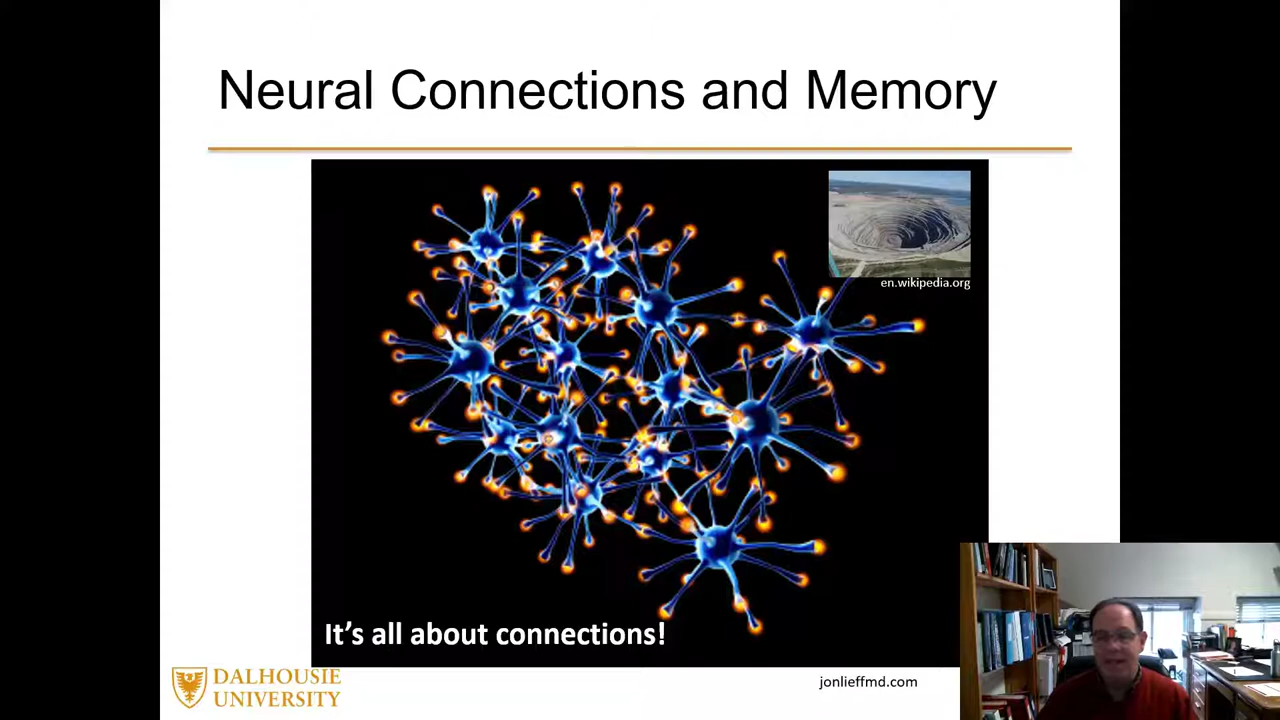 Neural Connections and Memory
en.wikipedia.org
It's all about connections!
DALHOUSIE
UNIVERSITY
jonlieffmd.com